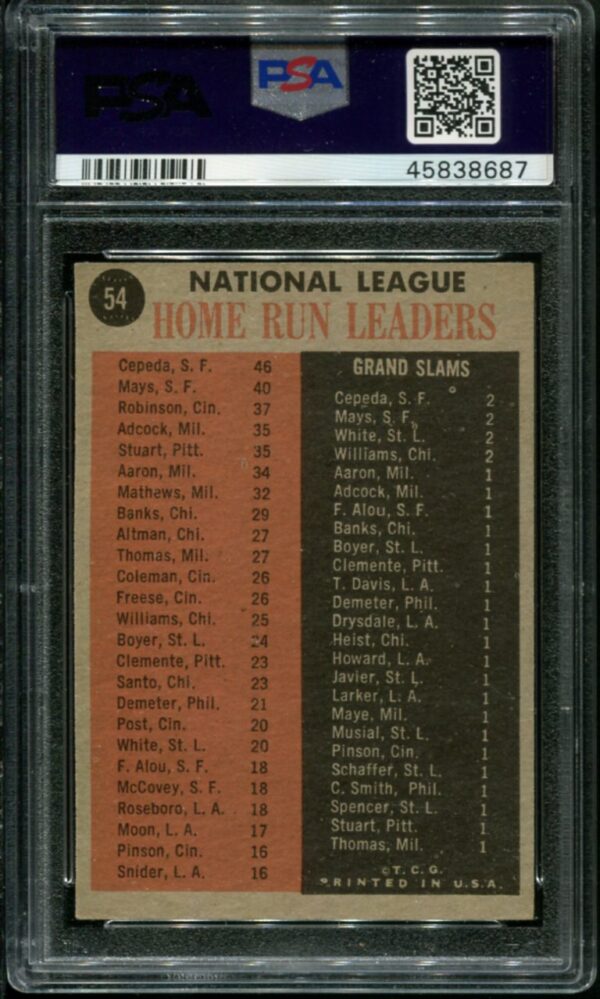 PSA
PSA
45838687
54
NATIONAL LEAGUE
HOME RUN LEADERS
Cepeda, S. F. 46
Mays, S. F. 40
Robinson, Cin. 37
Adcock, Mil. 35
Stuart, Pitt. 35
Aaron, Mil. 34
Mathews, Mil. 32
Banks, Chi. 29
Altman, Chi. 27
Thomas, Mil. 27
Coleman, Cin. 26
Freese, Cin. 26
Williams, Chi. 25
Boyer, St. L. 24
Clemente, Pitt. 23
Santo, Chi. 23
Demeter, Phil. 21
Post, Cin. 20
White, St. L. 20
F. Alou, S. F. 18
McCovey, S. F. 18
Roseboro, L. A. 18
Moon, L. A. 17
Pinson, Cin. 16
Snider, L. A. 16
GRAND SLAMS
Cepeda, S. F. 2
Mays, S. F. 2
White, St. L. 2
Williams, Chi. 2
Aaron, Mil. 1
Adcock, Mil. 1
F. Alou, S. F. 1
Banks, Chi. 1
Boyer, St. L. 1
Clemente, Pitt. 1
T. Davis, L. A. 1
Demeter, Phil. 1
Drysdale, L. A. 1
Heist, Chi. 1
Howard, L. A. 1
Javier, St. L. 1
Larker, L. A. 1
Maye, Mil. 1
Musial, St. L. 1
Pinson, Cin. 1
Schaffer, St. L. 1
C. Smith, Phil. 1
Spencer, St. L. 1
Stuart, Pitt. 1
Thomas, Mil. 1
©T. C. G.
PRINTED IN U.S.A.